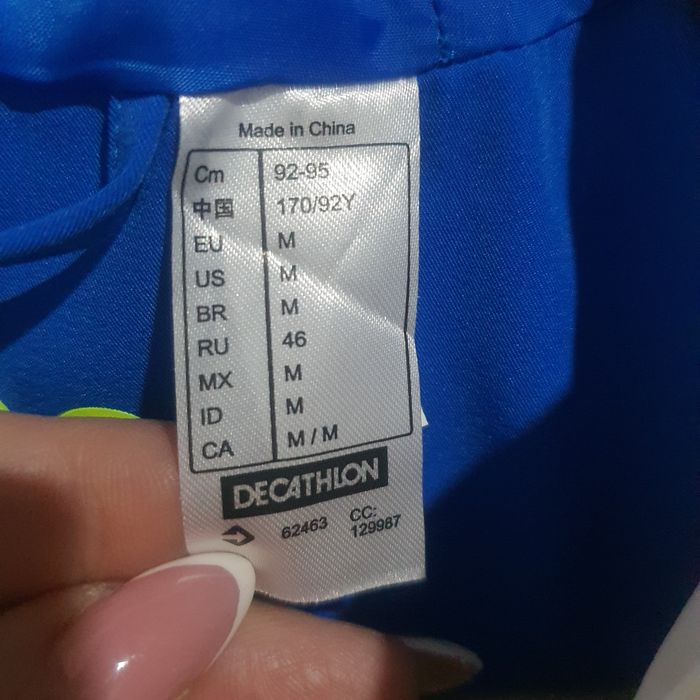 Made in China
Cm 92-95
中国 170/92Y
EU M
US M
BR M
RU 46
MX M
ID M
CA M / M
DECATHLON
62463 CC:
129987